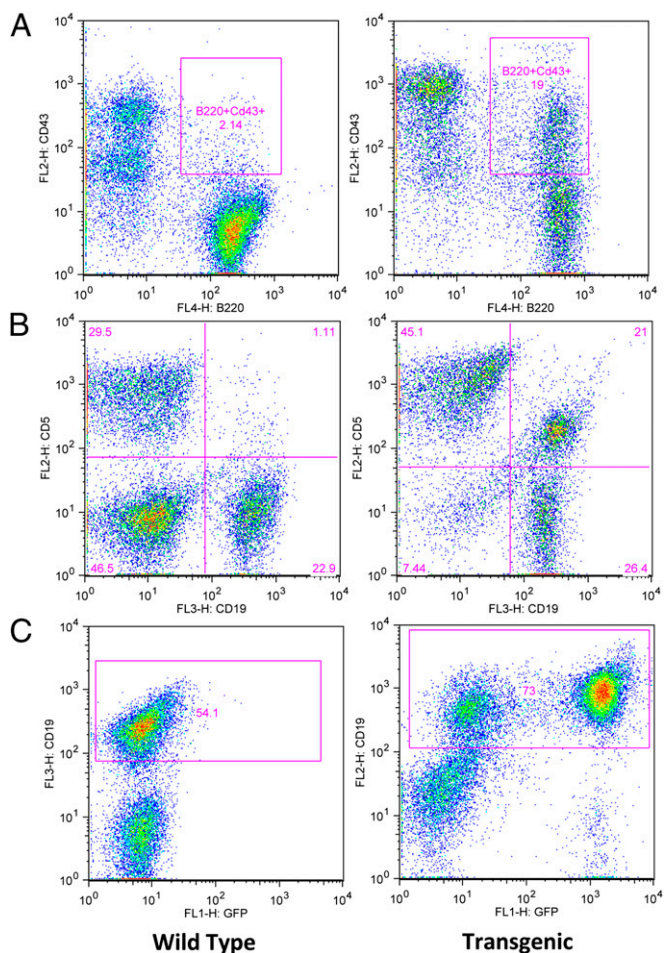 A
FL2-H: CD43
10⁴
10³
10²
10¹
10⁰
B220+Cd43+
2.14
10⁰ 10¹ 10² 10³ 10⁴
FL4-H: B220
FL2-H: CD43
10⁴
10³
10²
10¹
10⁰
B220+Cd43+
19
10⁰ 10¹ 10² 10³ 10⁴
FL4-H: B220
B
FL2-H: CD5
10⁴
10³
10²
10¹
10⁰
29.5 1.11
46.5 22.9
10⁰ 10¹ 10² 10³ 10⁴
FL3-H: CD19
FL2-H: CD5
10⁴
10³
10²
10¹
10⁰
45.1 21
7.44 26.4
10⁰ 10¹ 10² 10³ 10⁴
FL3-H: CD19
C
FL3-H: CD19
10⁴
10³
10²
10¹
10⁰
54.1
10⁰ 10¹ 10² 10³ 10⁴
FL1-H: GFP
FL2-H: CD19
10⁴
10³
10²
10¹
10⁰
73
10⁰ 10¹ 10² 10³ 10⁴
FL1-H: GFP
Wild Type Transgenic